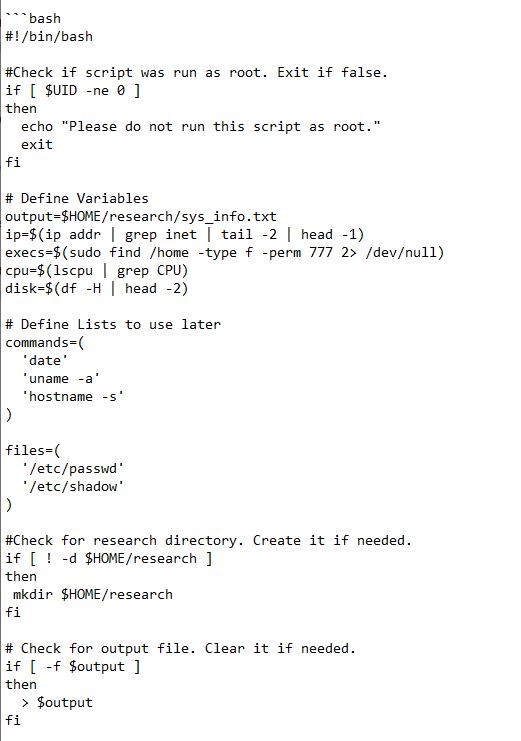 ```bash
#!/bin/bash
#Check if script was run as root. Exit if false.
if [ $UID -ne 0 ]
then
  echo "Please do not run this script as root."
  exit
fi
# Define Variables
output=$HOME/research/sys_info.txt
ip=$(ip addr | grep inet | tail -2 | head -1)
execs=$(sudo find /home -type f -perm 777 2> /dev/null)
cpu=$(lscpu | grep CPU)
disk=$(df -H | head -2)
# Define Lists to use later
commands=(
  'date'
  'uname -a'
  'hostname -s'
)
files=(
  '/etc/passwd'
  '/etc/shadow'
)
#Check for research directory. Create it if needed.
if [ ! -d $HOME/research ]
then
 mkdir $HOME/research
fi
# Check for output file. Clear it if needed.
if [ -f $output ]
then
  > $output
fi